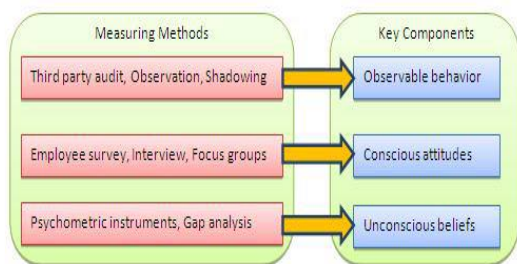 Measuring Methods
Key Components
Third party audit, Observation, Shadowing
Observable behavior
Employee survey, Interview, Focus groups
Conscious attitudes
Psychometric instruments, Gap analysis
Unconscious beliefs